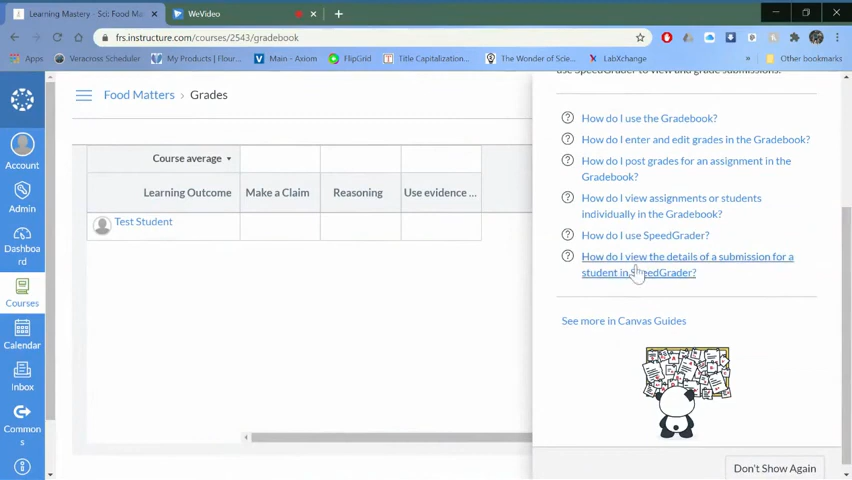 Learning Mastery - Sci: Food Ma
WeVideo
frs.instructure.com/courses/2543/gradebook
Apps
Veracross Scheduler
My Products | Flour...
Main - Axiom
FlipGrid
Title Capitalization...
The Wonder of Scie...
LabXchange
»
Other bookmarks
Account
Admin
Dashboa
rd
Courses
Calendar
Inbox
Common
s
Food Matters > Grades
Course average
Learning Outcome
Make a Claim
Reasoning
Use evidence ...
Test Student
use SpeedGrader to view and grade submissions.
How do I use the Gradebook?
How do I enter and edit grades in the Gradebook?
How do I post grades for an assignment in the
Gradebook?
How do I view assignments or students
individually in the Gradebook?
How do I use SpeedGrader?
How do I view the details of a submission for a
student in SpeedGrader?
See more in Canvas Guides
Don't Show Again